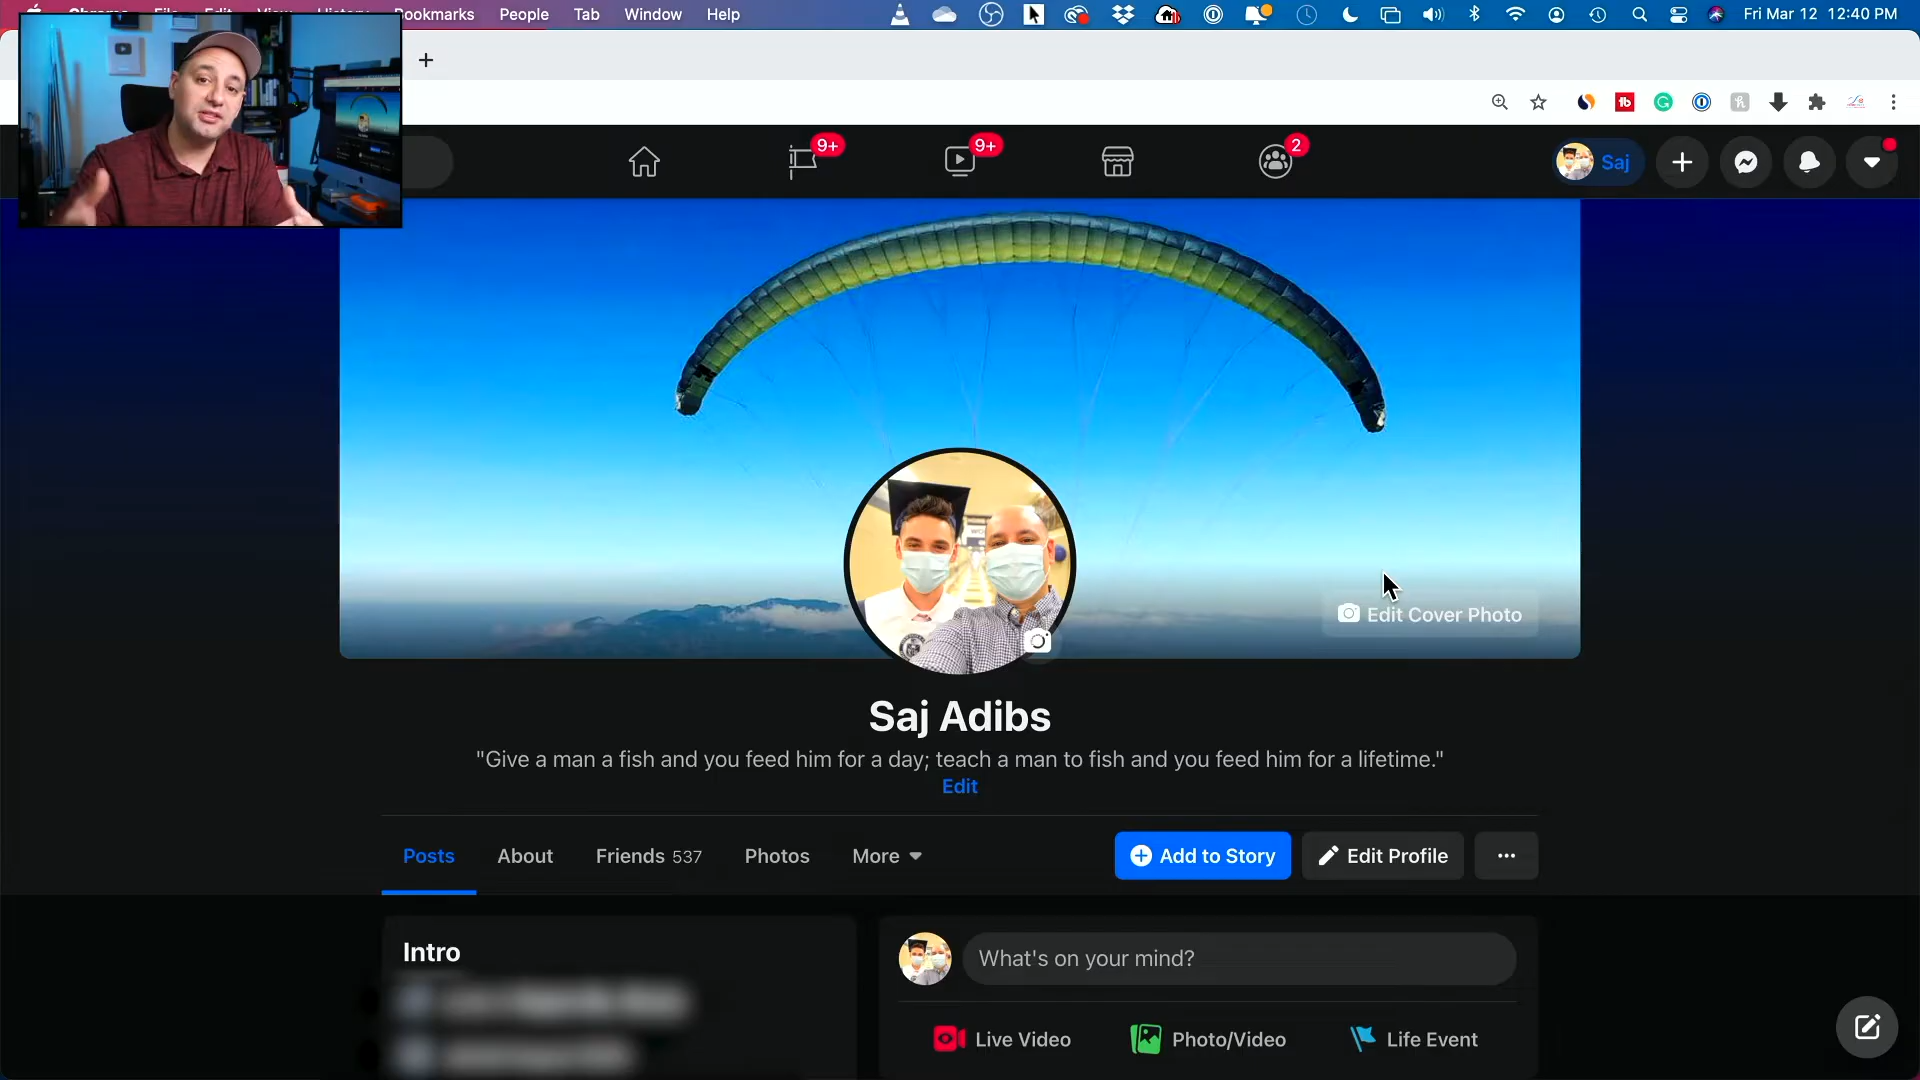 Bookmarks People Tab Window Help Fri Mar 12 12:40 PM
9+ 9+ 2 Saj
Edit Cover Photo
Saj Adibs
"Give a man a fish and you feed him for a day; teach a man to fish and you feed him for a lifetime."
Edit
Posts About Friends 537 Photos More Add to Story Edit Profile
Intro
What's on your mind?
Live Video Photo/Video Life Event